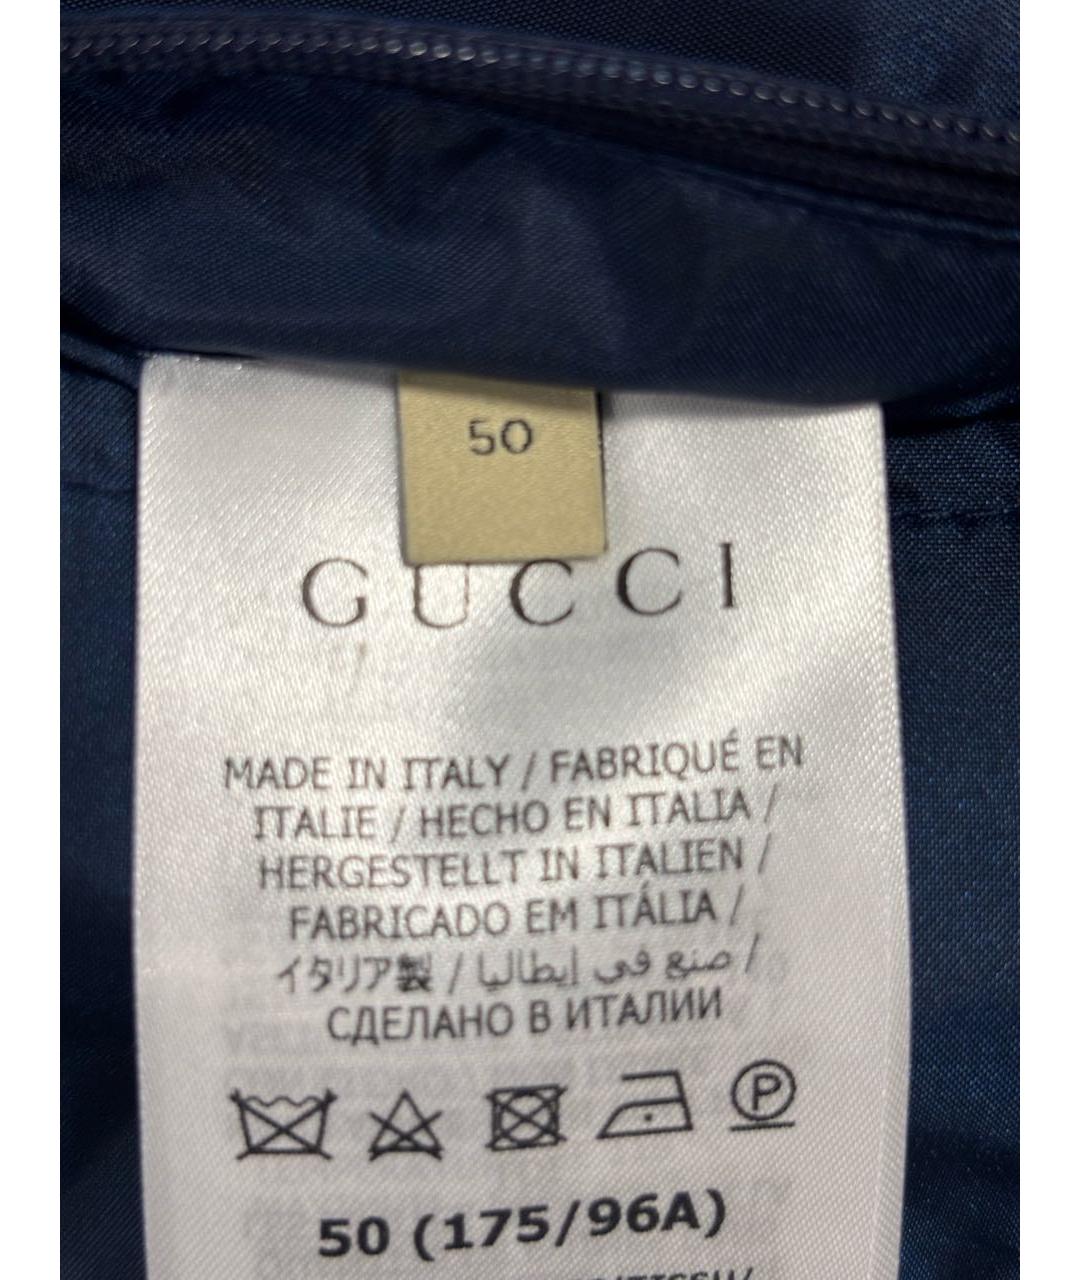 50
GUCCI
MADE IN ITALY / FABRIQUÉ EN
ITALIE / HECHO EN ITALIA /
HERGESTELLT IN ITALIEN /
FABRICADO EM ITÁLIA /
イタリア製 / صنع في إيطاليا /
СДЕЛАНО В ИТАЛИИ
P
50 (175/96A)